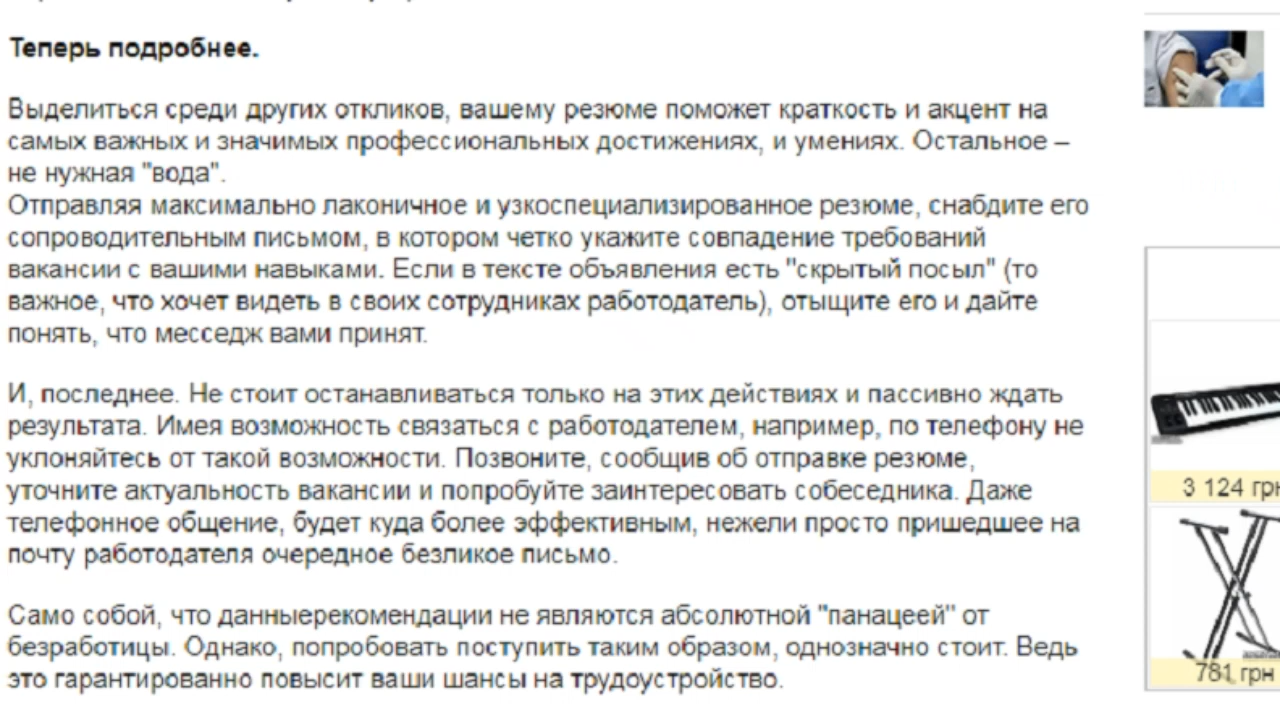 Теперь подробнее.
Выделиться среди других откликов, вашему резюме поможет краткость и акцент на
самых важных и значимых профессиональных достижениях, и умениях. Остальное –
не нужная "вода".
Отправляя максимально лаконичное и узкоспециализированное резюме, снабдите его
сопроводительным письмом, в котором четко укажите совпадение требований
вакансии с вашими навыками. Если в тексте объявления есть "скрытый посыл" (то
важное, что хочет видеть в своих сотрудниках работодатель), отыщите его и дайте
понять, что месседж вами принят.
И, последнее. Не стоит останавливаться только на этих действиях и пассивно ждать
результата. Имея возможность связаться с работодателем, например, по телефону не
уклоняйтесь от такой возможности. Позвоните, сообщив об отправке резюме,
уточните актуальность вакансии и попробуйте заинтересовать собеседника. Даже
телефонное общение, будет куда более эффективным, нежели просто пришедшее на
почту работодателя очередное безликое письмо.
Само собой, что данныерекомендации не являются абсолютной "панацеей" от
безработицы. Однако, попробовать поступить таким образом, однозначно стоит. Ведь
это гарантированно повысит ваши шансы на трудоустройство.
3 124 грн
781 грн